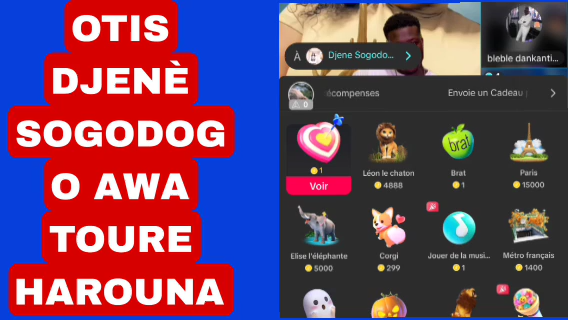 OTIS
DJENÈ
SOGODOG
O AWA
TOURE
HAROUNA
À Djene Sogodo...
bieble dankanti...
0
écompenses
Envoie un Cadeau
1
Voir
Léon le chaton
4888
Brat
1
Paris
15000
brat
Elise l'éléphante
5000
Corgi
299
Jouer de la musi...
1
Métro français
1400